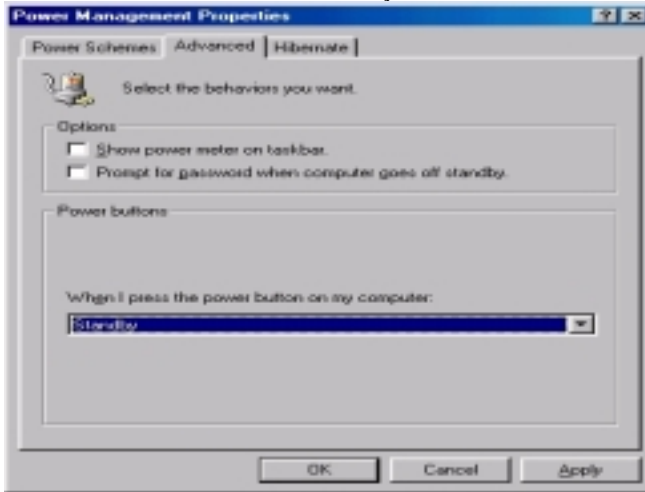 Power Management Properties
Power Schemes Advanced Hibernate
Select the behaviors you want.
Options
Show power meter on taskbar.
Prompt for password when computer goes off standby.
Power buttons
When I press the power button on my computer:
Standby
OK Cancel Apply